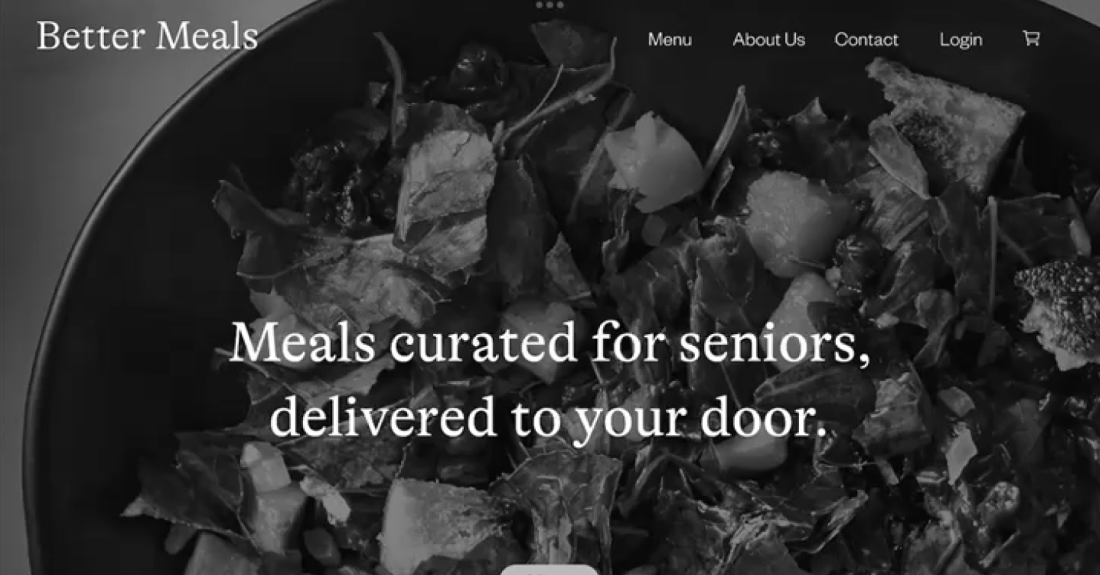 Better Meals
Menu About Us Contact Login
Meals curated for seniors,
delivered to your door.